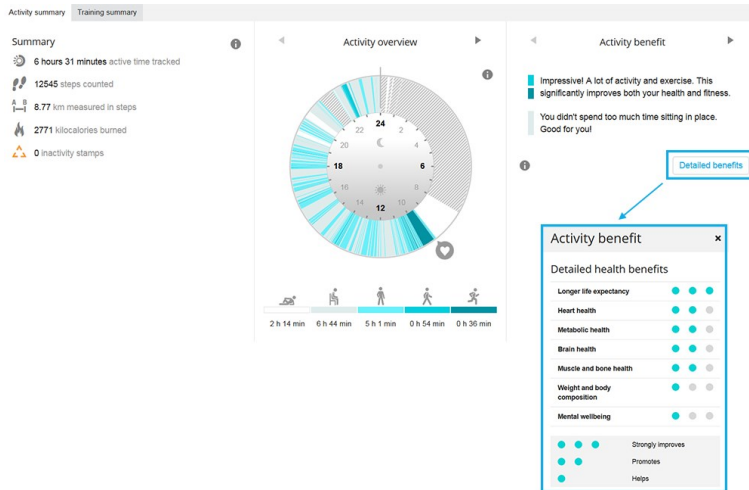 Activity summary
Training summary
Summary
6 hours 31 minutes active time tracked
12545 steps counted
A B
8.77 km measured in steps
2771 kilocalories burned
0 inactivity stamps
Activity overview
24
2
4
6
8
10
12
14
16
18
20
22
2 h 14 min
6 h 44 min
5 h 1 min
0 h 54 min
0 h 36 min
Activity benefit
Impressive! A lot of activity and exercise. This
significantly improves both your health and fitness.
You didn't spend too much time sitting in place.
Good for you!
Detailed benefits
Activity benefit
×
Detailed health benefits
Longer life expectancy
Heart health
Metabolic health
Brain health
Muscle and bone health
Weight and body
composition
Mental wellbeing
Strongly improves
Promotes
Helps